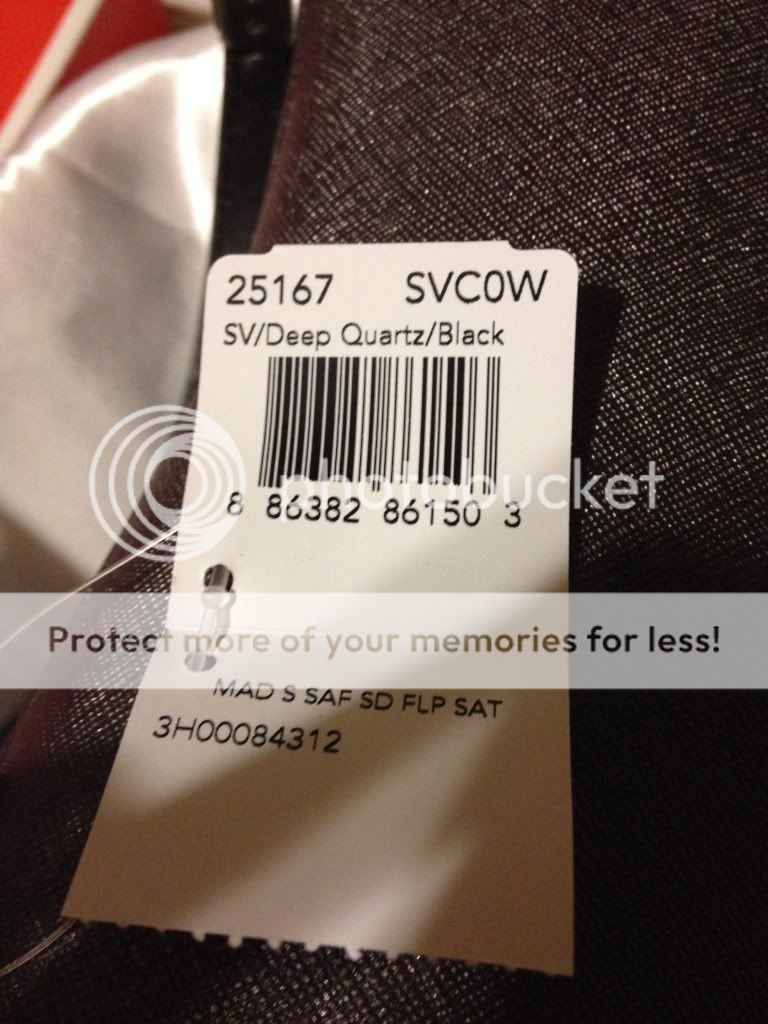 25167 SVC0W
SV/Deep Quartz/Black
8 86382 86150 3
photobucket
Protect more of your memories for less!
MAD S SAF SD FLP SAT
3H00084312